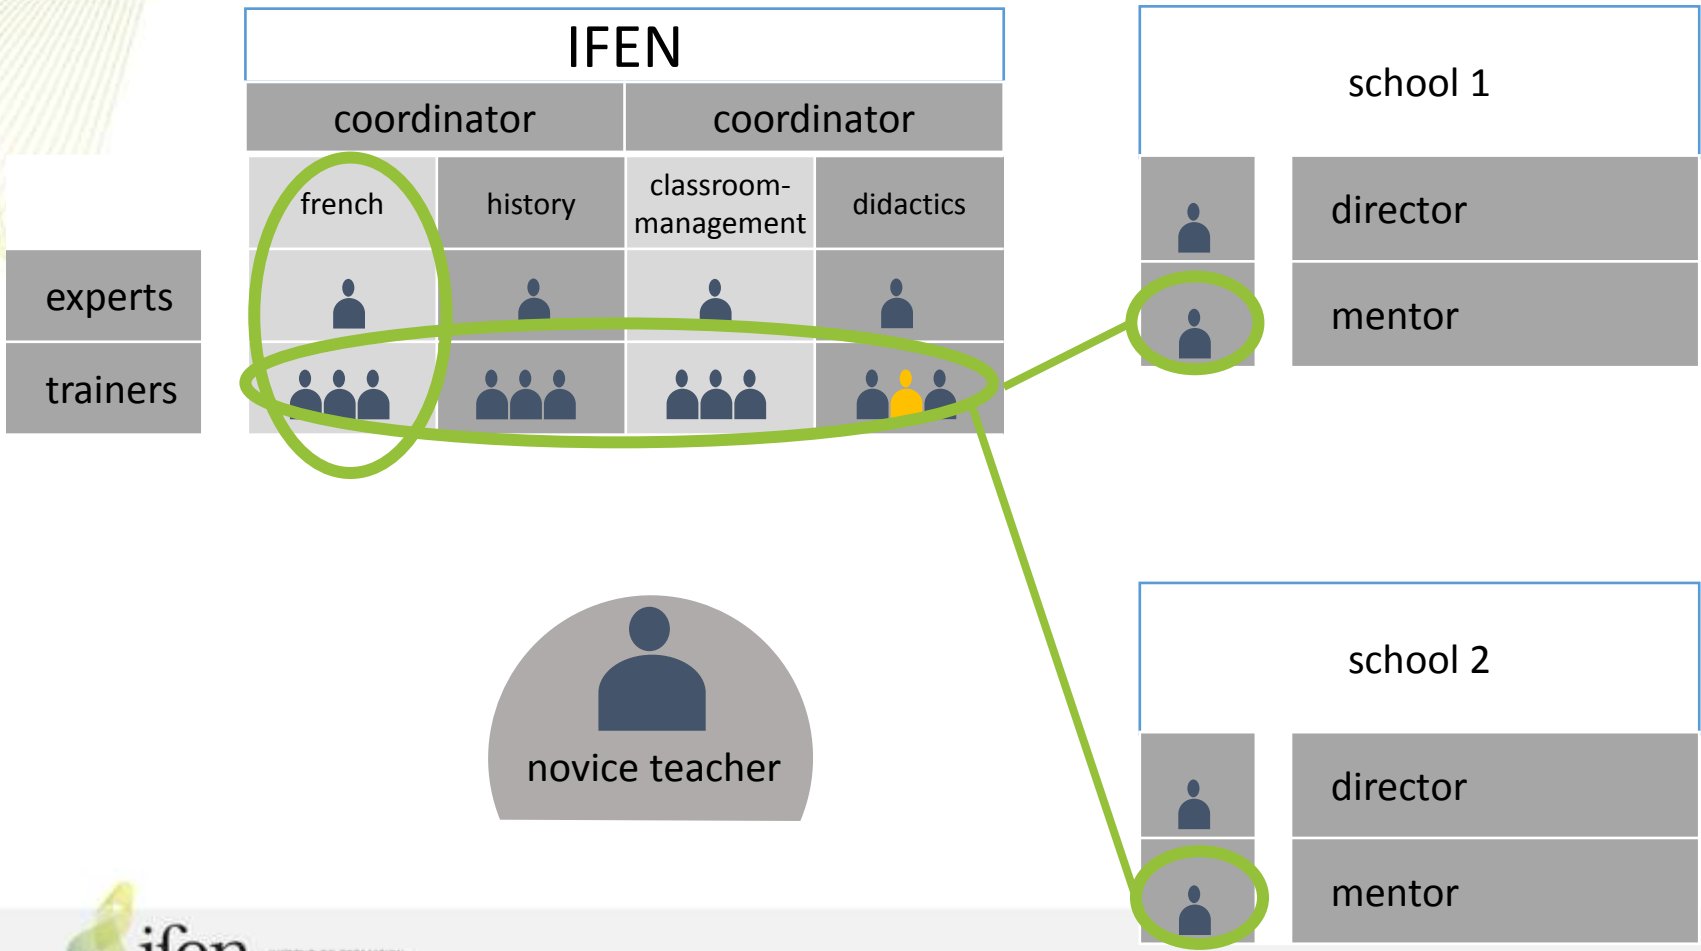 IFEN
coordinator
coordinator
french
history
classroom-
management
didactics
experts
trainers
school 1
director
mentor
novice teacher
school 2
director
mentor
ifen